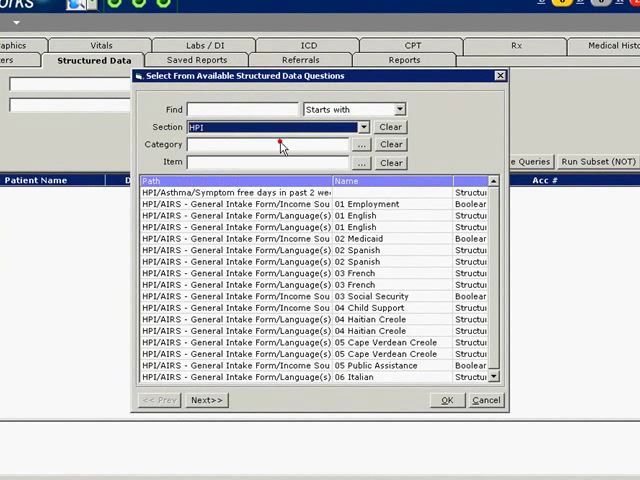 orks
Vitals
Labs / DI
ICD
CPT
Rx
Medical Hist
Structured Data
Saved Reports
Referrals
Reports
Select From Available Structured Data Questions
Find
Starts with
Section HPI Clear
Category ... Clear
Item ... Clear
Path Name
HPI/Asthma/Symptom free days in past 2 wee
HPI/AIRS - General Intake Form/Income Sou 01 Employment Boolear
HPI/AIRS - General Intake Form/Language(s) 01 English Structu
HPI/AIRS - General Intake Form/Language(s) 01 English Structu
HPI/AIRS - General Intake Form/Income Sou 02 Medicaid Boolear
HPI/AIRS - General Intake Form/Language(s) 02 Spanish Structu
HPI/AIRS - General Intake Form/Language(s) 02 Spanish Structu
HPI/AIRS - General Intake Form/Language(s) 03 French Structu
HPI/AIRS - General Intake Form/Language(s) 03 French Structu
HPI/AIRS - General Intake Form/Income Sou 03 Social Security Boolear
HPI/AIRS - General Intake Form/Income Sou 04 Child Support Boolear
HPI/AIRS - General Intake Form/Language(s) 04 Haitian Creole Structu
HPI/AIRS - General Intake Form/Language(s) 04 Haitian Creole Structu
HPI/AIRS - General Intake Form/Language(s) 05 Cape Verdean Creole Structu
HPI/AIRS - General Intake Form/Language(s) 05 Cape Verdean Creole Structu
HPI/AIRS - General Intake Form/Income Sou 05 Public Assistance Boolear
HPI/AIRS - General Intake Form/Language(s) 06 Italian Structu
<< Prev Next>> OK Cancel
Patient Name
Acc #
e Queries Run Subset (NOT)